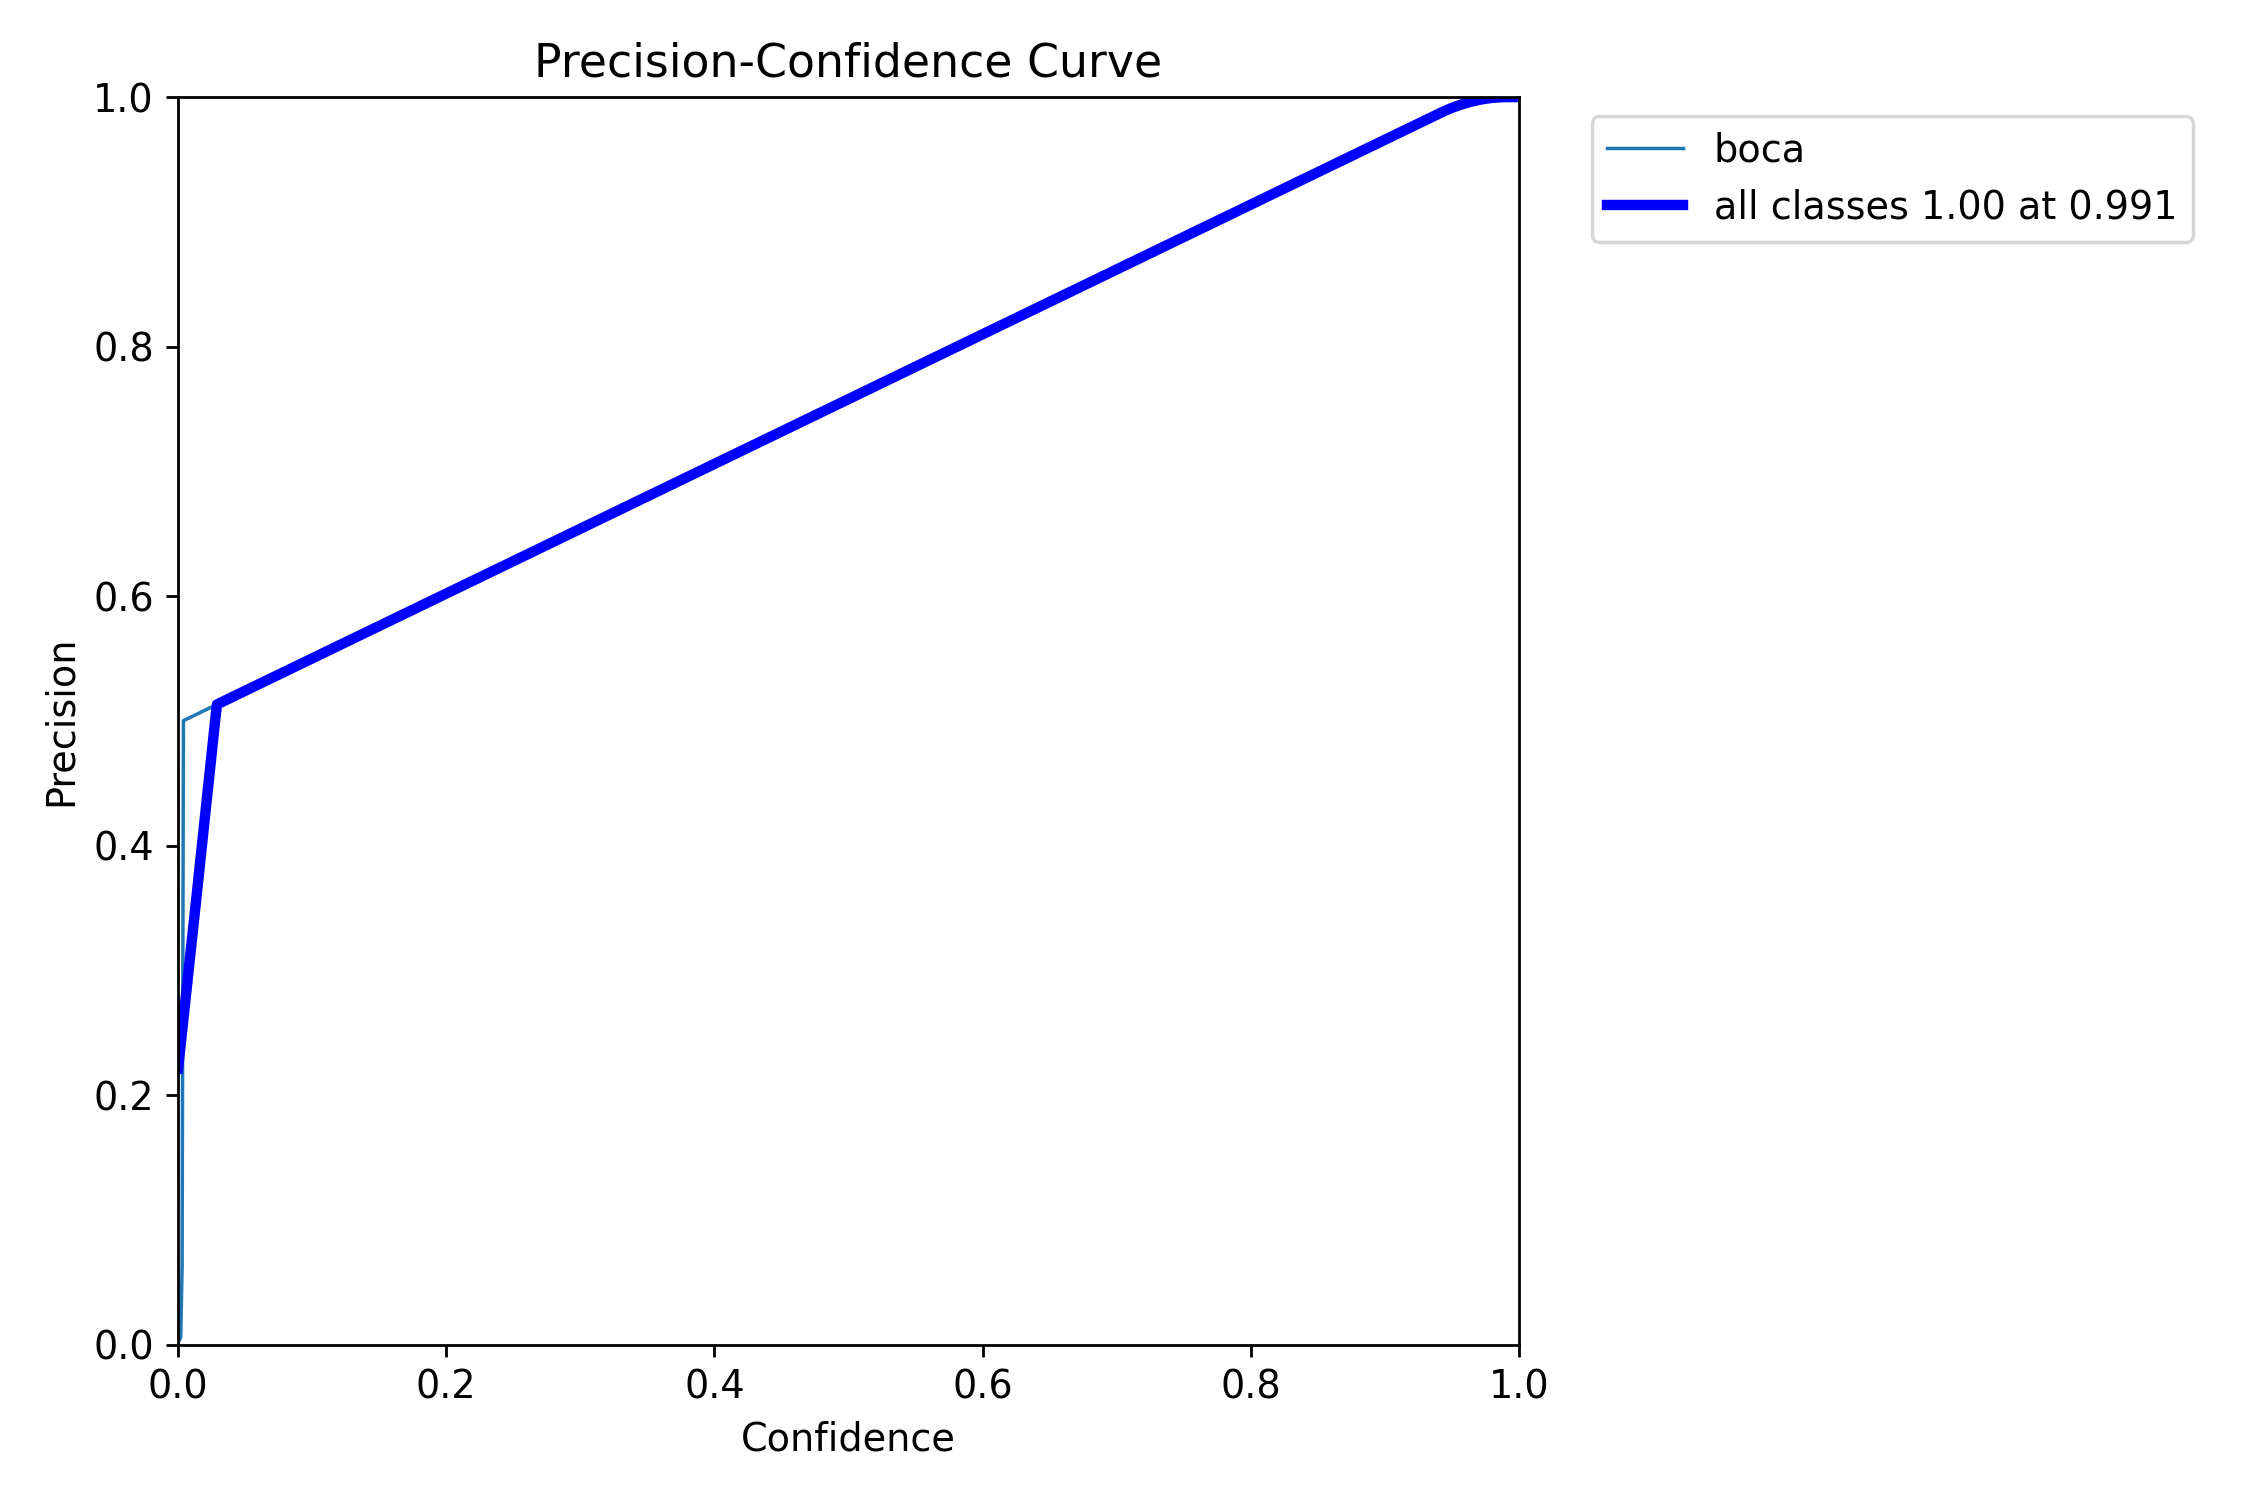 Precision-Confidence Curve
1.0
0.8
0.6
0.4
0.2
0.0
Precision
0.0 0.2 0.4 0.6 0.8 1.0
Confidence
boca
all classes 1.00 at 0.991